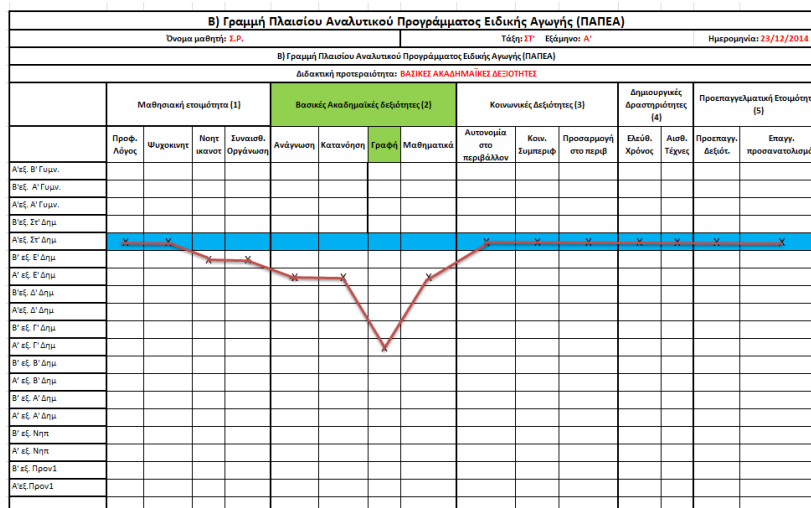 Β) Γραμμή Πλαισίου Αναλυτικού Προγράμματος Ειδικής Αγωγής (ΠΑΠΕΑ)
Όνομα μαθητή: Σ.Ρ. Τάξη: ΣΤ' Εξάμηνο: Α' Ημερομηνία: 23/12/2014
Β) Γραμμή Πλαισίου Αναλυτικού Προγράμματος Ειδικής Αγωγής (ΠΑΠΕΑ)
Διδακτική προτεραιότητα: ΒΑΣΙΚΕΣ ΑΚΑΔΗΜΑΪΚΕΣ ΔΕΞΙΟΤΗΤΕΣ
Μαθησιακή ετοιμότητα (1) Βασικές Ακαδημαϊκές δεξιότητες (2) Κοινωνικές Δεξιότητες (3) Δημιουργικές Δραστηριότητες (4) Προεπαγγελματική Ετοιμότητ (5)
Προφ. Λόγος Ψυχοκινητ Νοητ ικανοτ Συναισθ. Οργάνωση Ανάγνωση Κατανόηση Γραφή Μαθηματικά Αυτονομία στο περιβάλλον Κοιν. Συμπεριφ Προσαρμογή στο περιβ Ελεύθ. Χρόνος Αισθ. Τέχνες Προεπαγγ. Δεξιότ. Επαγγ. προσανατολισμό
Α'εξ. Β' Γυμν.
Β'εξ. Α' Γυμν.
Α'εξ. Α' Γυμν.
Β'εξ. Στ' Δημ
Α'εξ. Στ' Δημ X X X X X X X X X
Β' εξ. Ε' Δημ X X
Α' εξ. Ε' Δημ X X X
Β'εξ. Δ' Δημ
Α'εξ. Δ' Δημ
Β' εξ. Γ' Δημ
Α' εξ. Γ' Δημ X
Β' εξ. Β' Δημ
Α' εξ. Β' Δημ
Β' εξ. Α' Δημ
Α' εξ. Α' Δημ
Β' εξ. Νηπ
Α' εξ. Νηπ
Β' εξ. Προν1
Α'εξ.Προν1